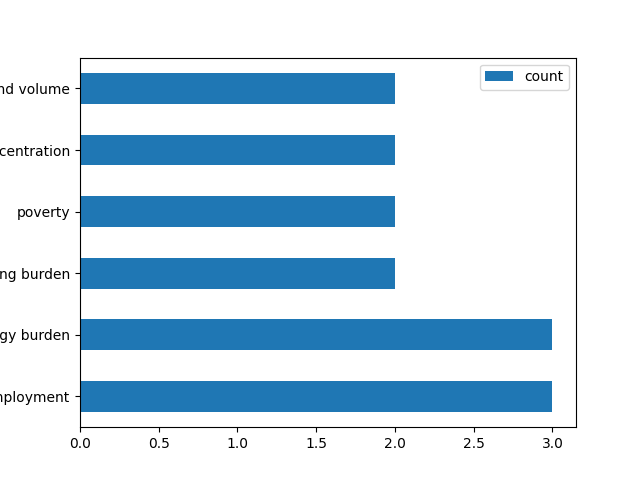 count
nd volume
centration
poverty
ng burden
gy burden
nployment
0.0 0.5 1.0 1.5 2.0 2.5 3.0